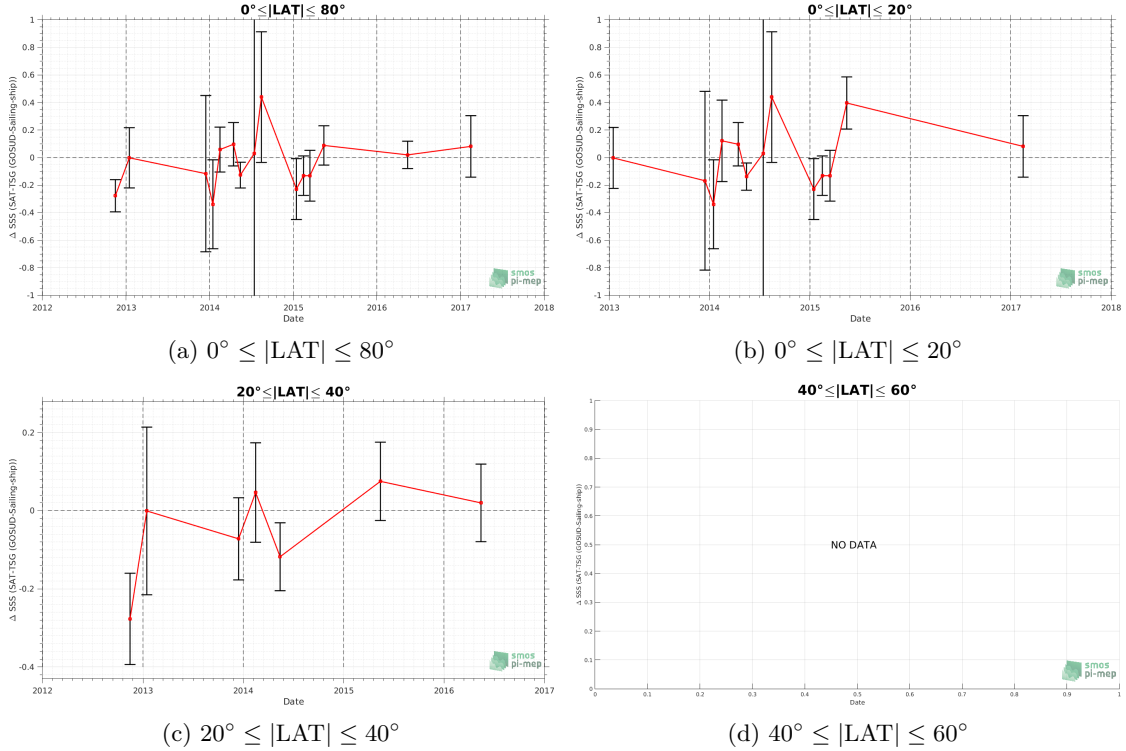 0°≤|LAT|≤ 80°
Δ SSS (SAT-TSG (GOSUD-Sailing-ship))
1
0.8
0.6
0.4
0.2
0
-0.2
-0.4
-0.6
-0.8
-1
2012 2013 2014 2015 2016 2017 2018
Date
smos
pi-mep
(a) 0° ≤ |LAT| ≤ 80°
0°≤|LAT|≤ 20°
Δ SSS (SAT-TSG (GOSUD-Sailing-ship))
1
0.8
0.6
0.4
0.2
0
-0.2
-0.4
-0.6
-0.8
-1
2013 2014 2015 2016 2017 2018
Date
smos
pi-mep
(b) 0° ≤ |LAT| ≤ 20°
20°≤|LAT|≤ 40°
Δ SSS (SAT-TSG (GOSUD-Sailing-ship))
0.2
0
-0.2
-0.4
2012 2013 2014 2015 2016 2017
Date
smos
pi-mep
(c) 20° ≤ |LAT| ≤ 40°
40°≤|LAT|≤ 60°
Δ SSS (SAT-TSG (GOSUD-Sailing-ship))
1
0.9
0.8
0.7
0.6
0.5
0.4
0.3
0.2
0.1
0
NO DATA
0 0.1 0.2 0.3 0.4 0.5 0.6 0.7 0.8 0.9 1
Date
smos
pi-mep
(d) 40° ≤ |LAT| ≤ 60°